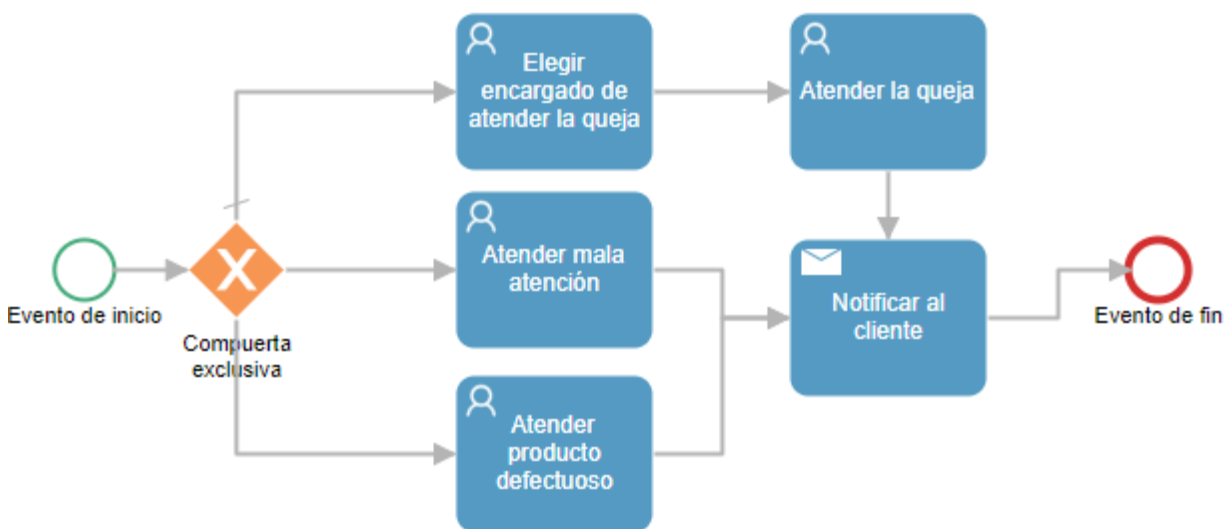 Elegir
encargado de
atender la queja
Atender la queja
Atender mala
atención
Notificar al
cliente
Evento de inicio
Evento de fin
Compuerta
exclusiva
Atender
producto
defectuoso